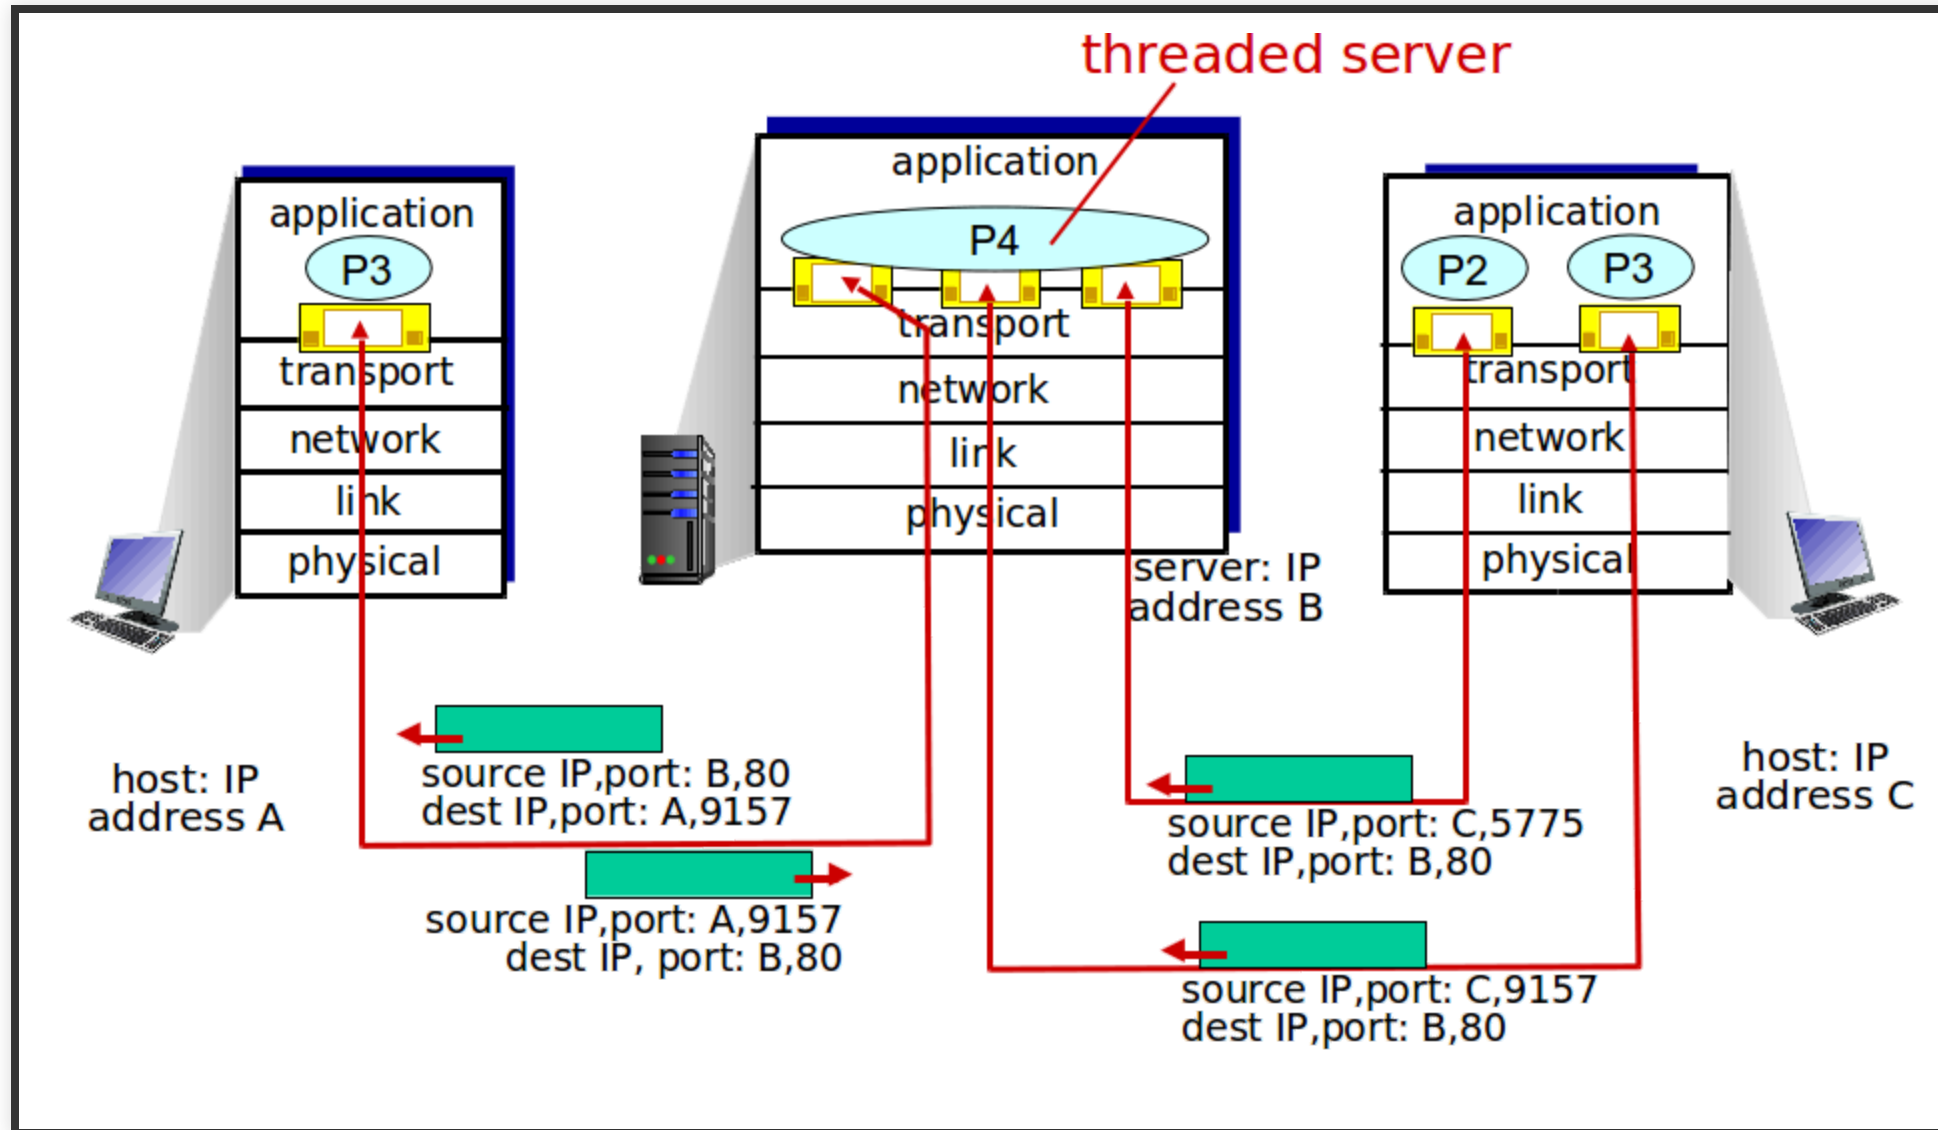 threaded server
application
P3
transport
network
link
physical
application
P4
transport
network
link
physical
application
P2
P3
transport
network
link
physical
server: IP
address B
host: IP
address A
source IP,port: B,80
dest IP,port: A,9157
source IP,port: A,9157
dest IP, port: B,80
host: IP
address C
source IP,port: C,5775
dest IP,port: B,80
source IP,port: C,9157
dest IP,port: B,80